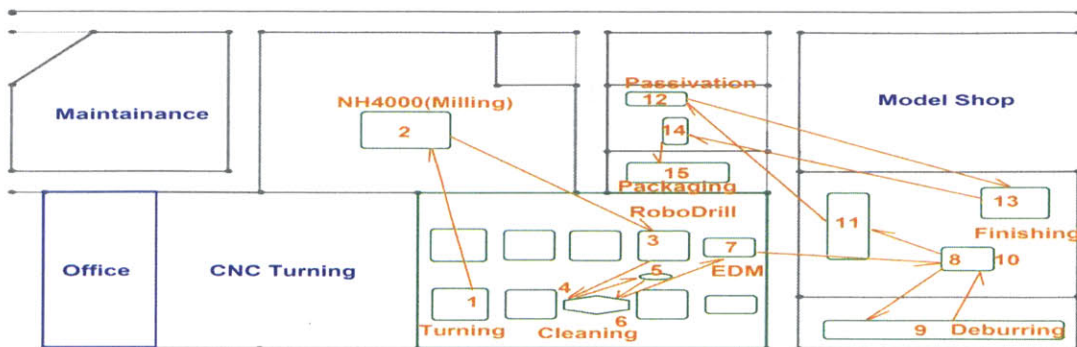 Passivation
12
Model Shop
Maintainance
NH4000(Milling)
2
14
15
Packaging
13
RoboDrill
11
Finishing
3
7
8
10
Office
CNC Turning
5
EDM
4
1
6
Turning
Cleaning
9
Deburring